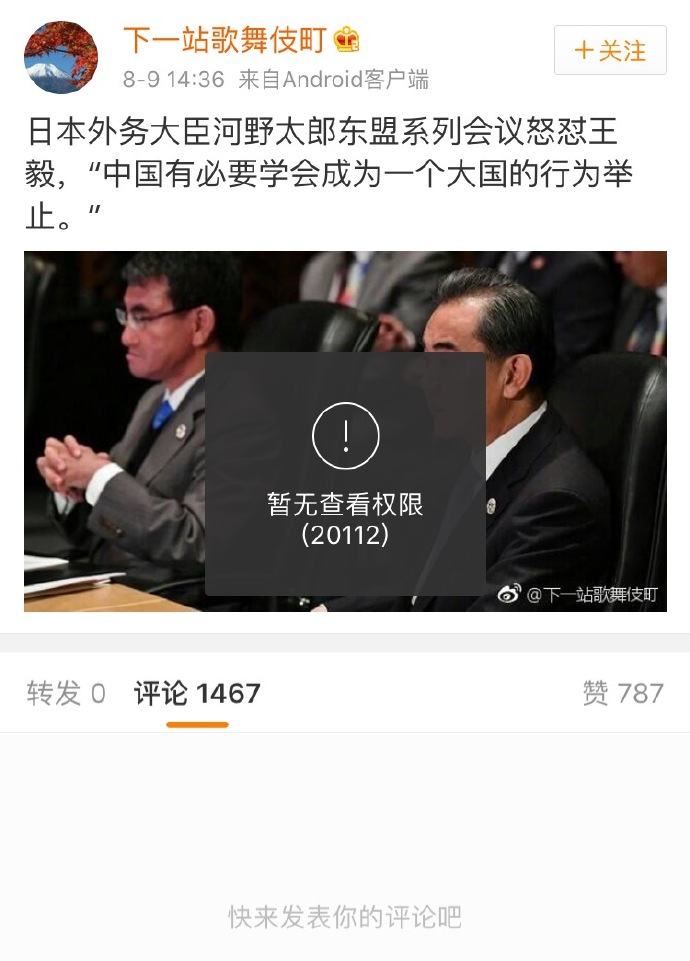 下一站歌舞伎町
+关注
8-9 14:36 来自Android客户端
日本外务大臣河野太郎东盟系列会议怒怼王
毅，“中国有必要学会成为一个大国的行为举
止。“
暂无查看权限
(20112)
@下一站歌舞伎町
转发 0 评论 1467 赞 787
快来发表你的评论吧